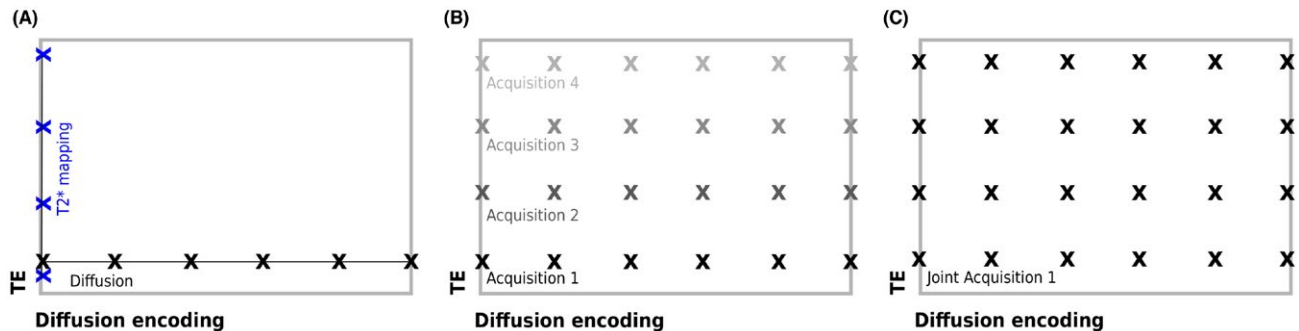 (A)
X
X
X
X
T2* mapping
X X X X X X
Diffusion
TE
Diffusion encoding
(B)
X X X X X X
Acquisition 4
X X X X X X
Acquisition 3
X X X X X X
Acquisition 2
X X X X X X
Acquisition 1
TE
Diffusion encoding
(C)
X X X X X X
X X X X X X
X X X X X X
X X X X X X
Joint Acquisition 1
TE
Diffusion encoding